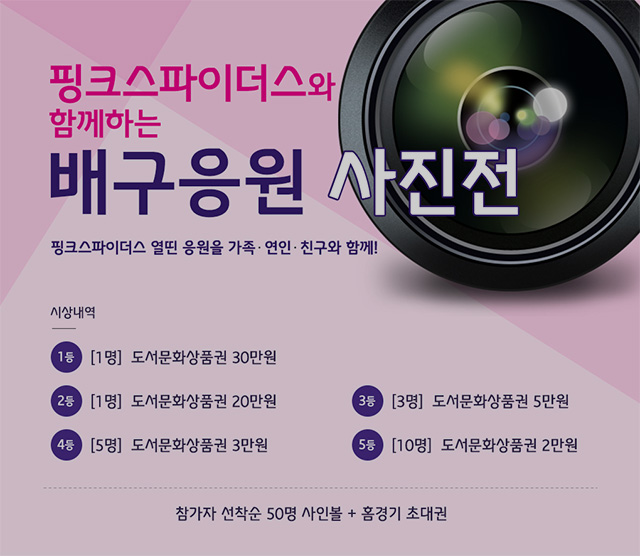 핑크스파이더스와
함께하는
배구응원 사진전
핑크스파이더스 열띤 응원을 가족·연인·친구와 함께!
시상내역
1등 [1명] 도서문화상품권 30만원
2등 [1명] 도서문화상품권 20만원
3등 [3명] 도서문화상품권 5만원
4등 [5명] 도서문화상품권 3만원
5등 [10명] 도서문화상품권 2만원
참가자 선착순 50명 사인볼 + 홈경기 초대권